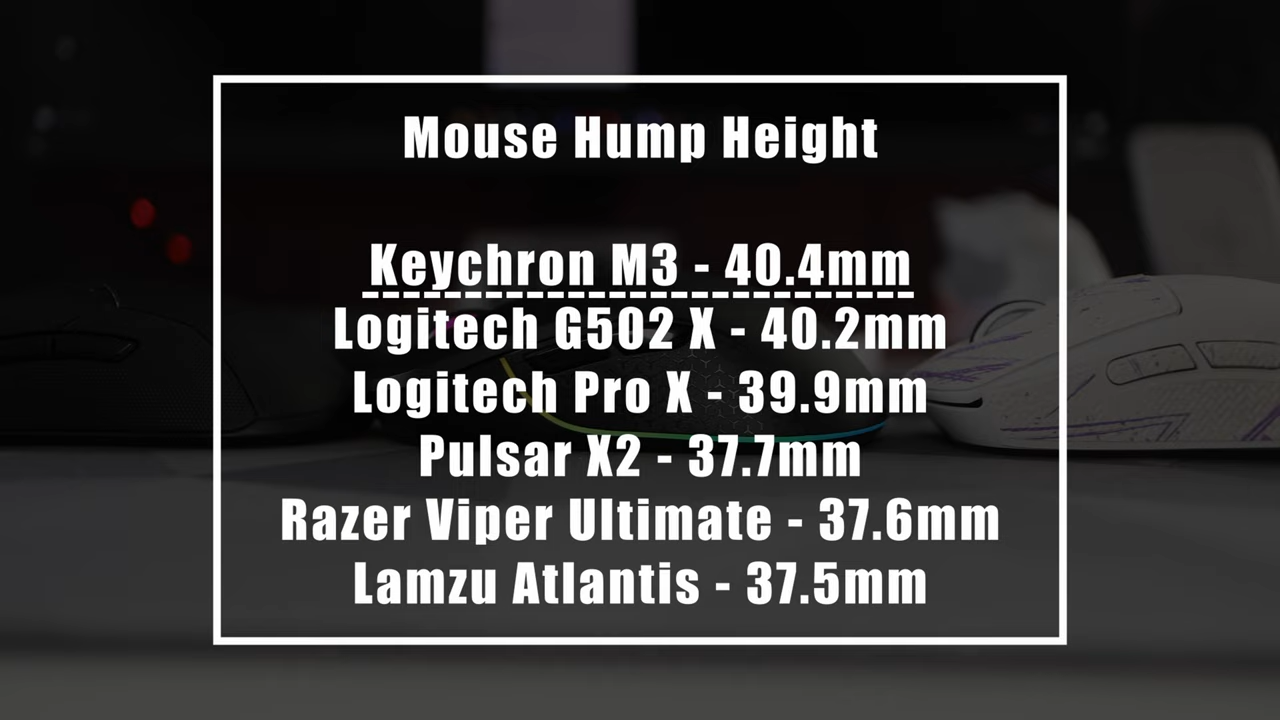 Mouse Hump Height
Keychron M3 - 40.4mm
Logitech G502 X - 40.2mm
Logitech Pro X - 39.9mm
Pulsar X2 - 37.7mm
Razer Viper Ultimate - 37.6mm
Lamzu Atlantis - 37.5mm